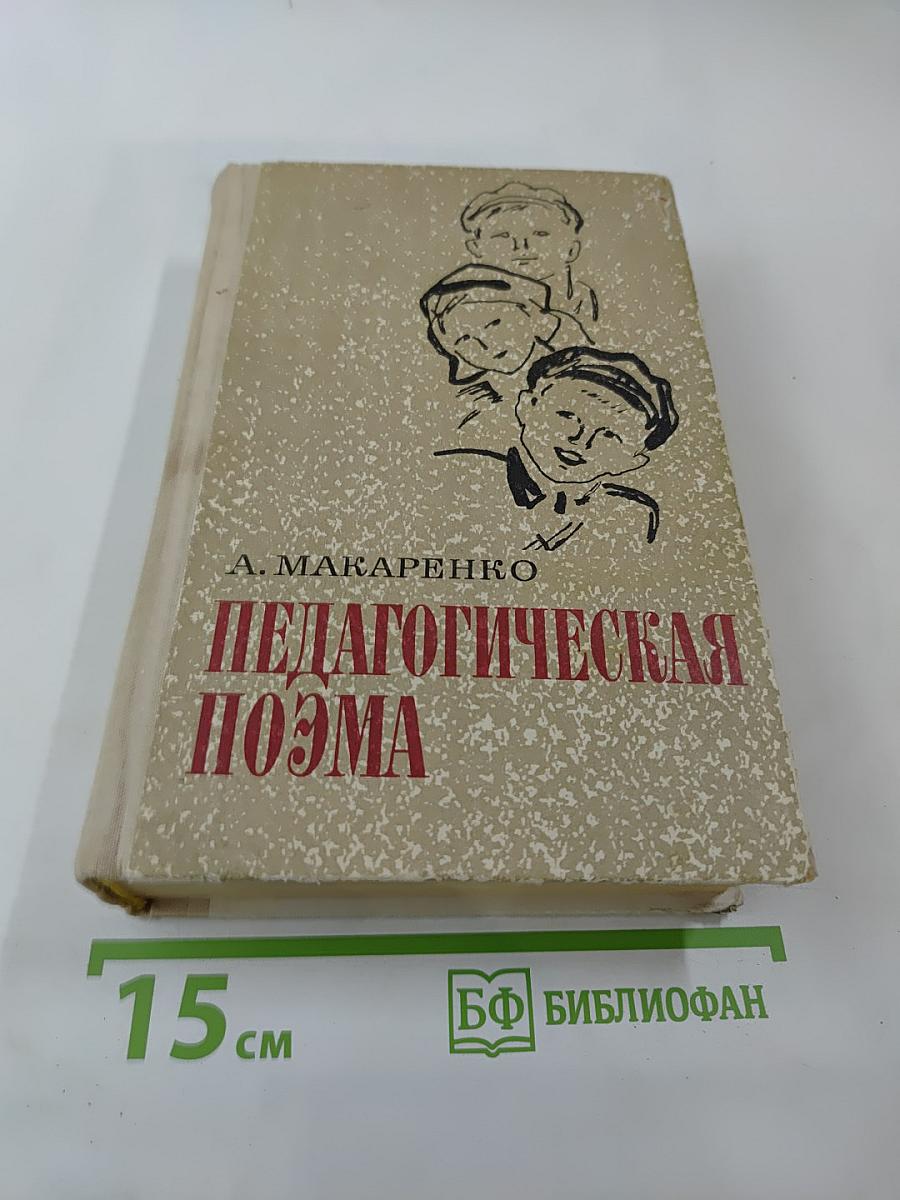 А. МАКАРЕНКО
ПЕДАГОГИЧЕСКАЯ
ПОЭМА
15 см
БФ БИБЛИОФАН